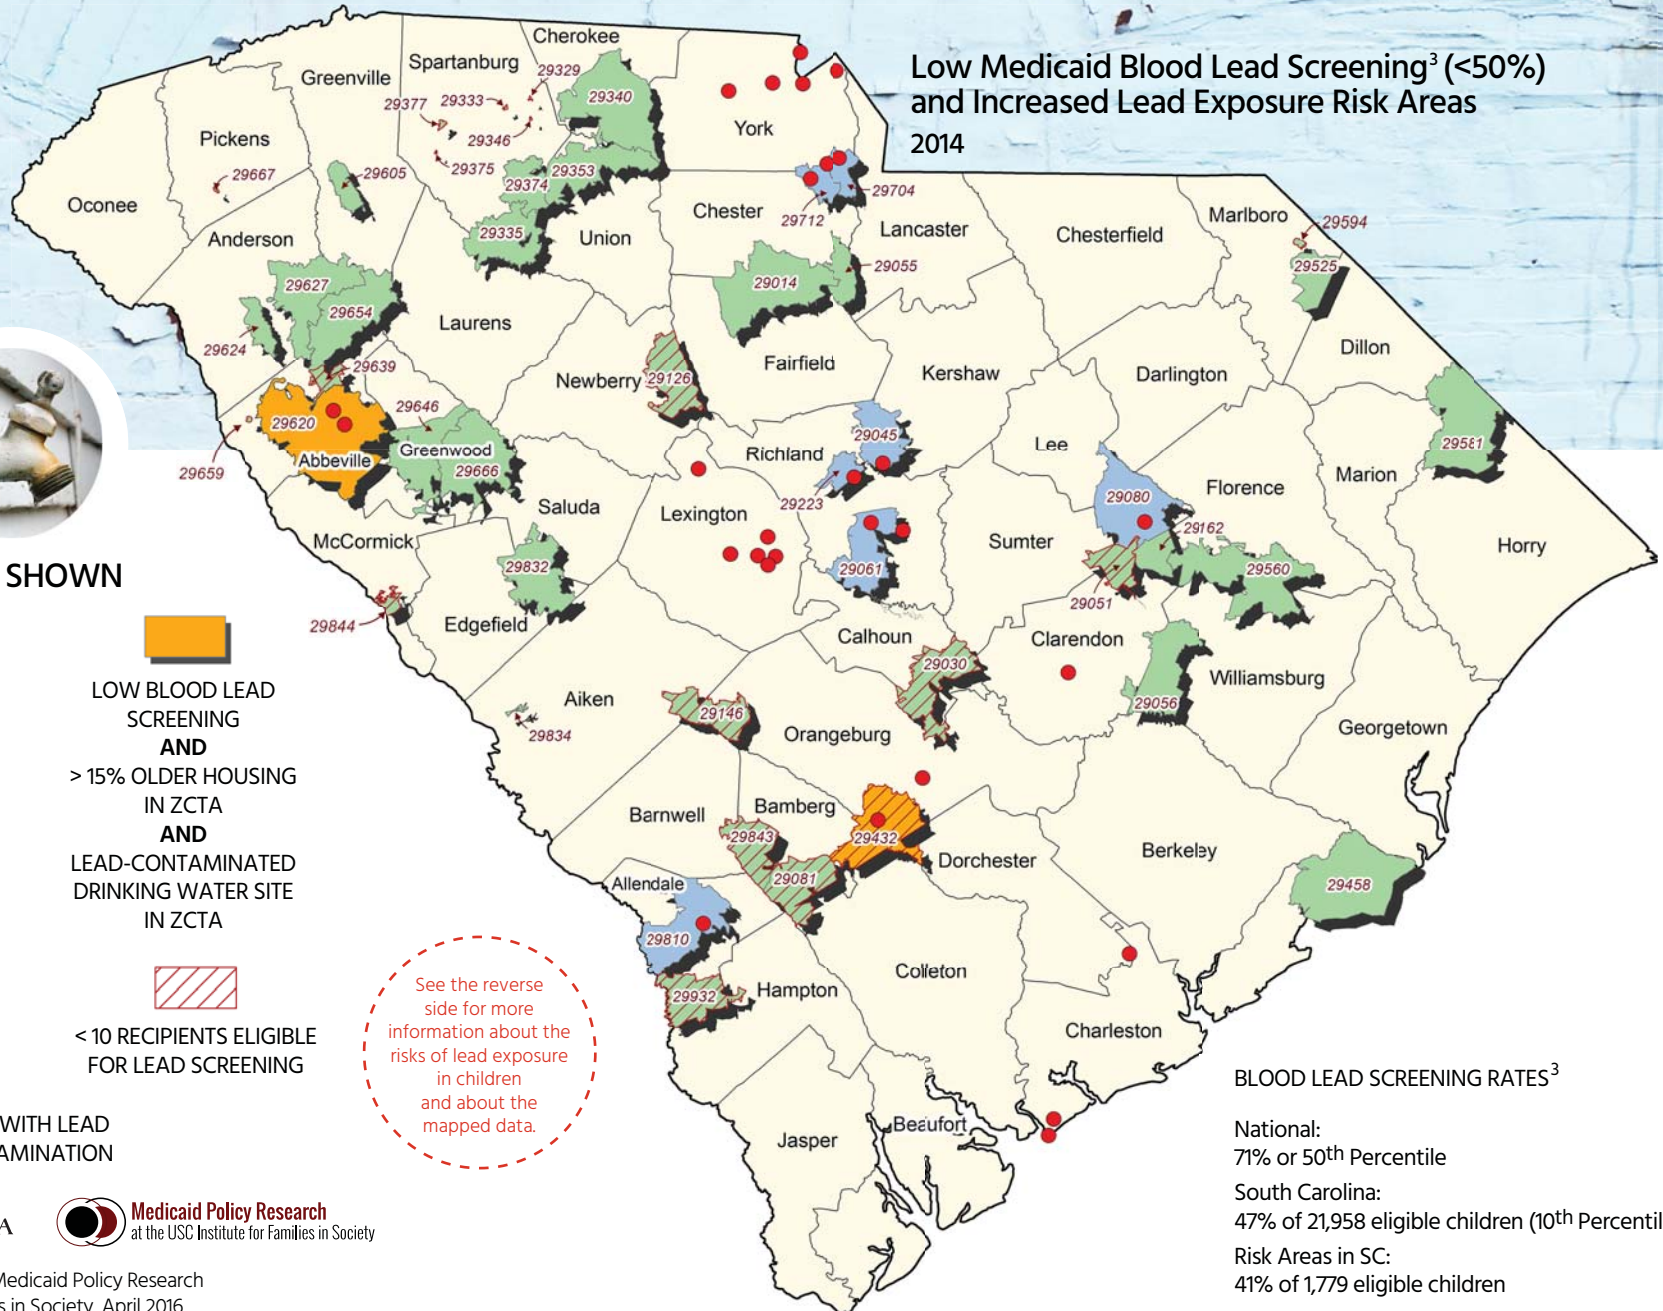 Low Medicaid Blood Lead Screening3 (<50%)
and Increased Lead Exposure Risk Areas
2014
Cherokee
Spartanburg
Greenville
29329
29377
29333
29340
29346
York
Pickens
29375
29353
29667
29605
29374
29704
Oconee
Chester
29712
Marlboro
29594
Anderson
29335
Union
Lancaster
Chesterfield
29055
29525
29627
29014
29654
Laurens
29624
Dillon
29639
Fairfield
Newberry
29126
Kershaw
Darlington
29646
29620
29045
Greenwood
Richland
Lee
29581
Abbeville
29666
29659
Marion
Florence
29080
29223
Saluda
Lexington
29162
McCormick
Sumter
Horry
29832
29061
29560
SHOWN
29051
29844
Edgefield
Calhoun
Clarendon
29030
Williamsburg
Aiken
29056
29146
29834
Orangeburg
Georgetown
LOW BLOOD LEAD
SCREENING
AND
> 15% OLDER HOUSING
IN ZCTA
AND
LEAD-CONTAMINATED
DRINKING WATER SITE
IN ZCTA
Bamberg
Barnwell
29843
29432
Berkeley
Dorchester
29081
Allendale
29458
29810
Colleton
Hampton
29932
Charleston
< 10 RECIPIENTS ELIGIBLE
FOR LEAD SCREENING
See the reverse
side for more
information about the
risks of lead exposure
in children
and about the
mapped data.
WITH LEAD
AMINATION
Beaufort
Jasper
BLOOD LEAD SCREENING RATES3
National:
71% or 50th Percentile
South Carolina:
47% of 21,958 eligible children (10th Percentil
Risk Areas in SC:
41% of 1,779 eligible children
A
Medicaid Policy Research
at the USC Institute for Families in Society
Medicaid Policy Research
s in Society, April 2016